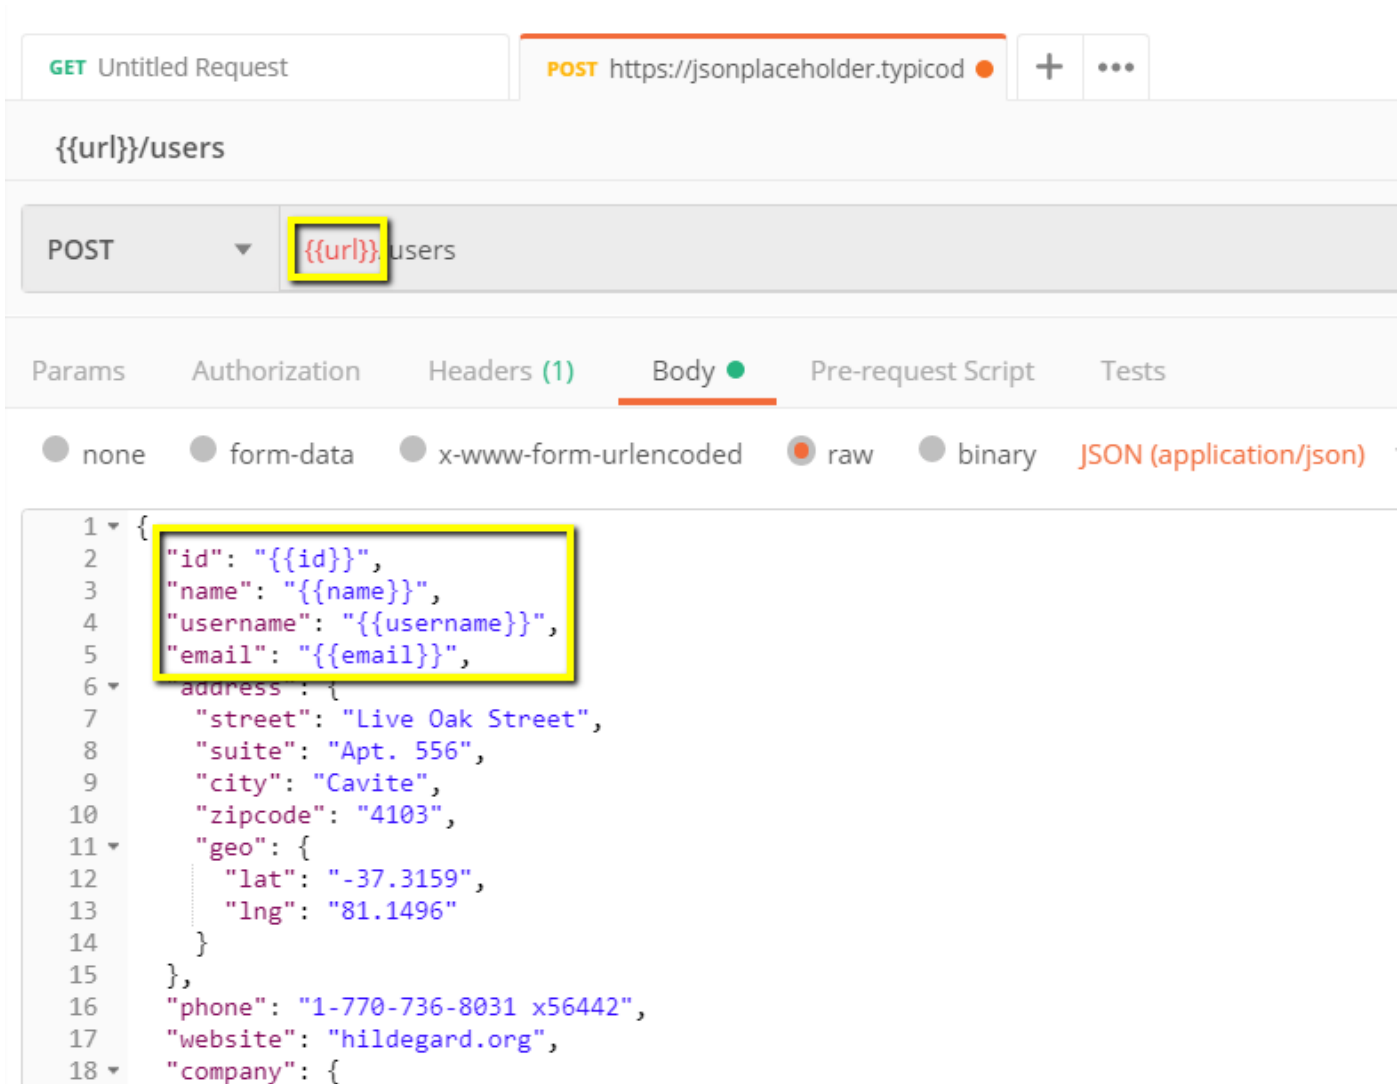 GET Untitled Request POST https://jsonplaceholder.typicod + •••
{{url}}/users
POST {{url}}/users
Params Authorization Headers (1) Body Pre-request Script Tests
none form-data x-www-form-urlencoded raw binary JSON (application/json)
1 {
2 "id": "{{id}}",
3 "name": "{{name}}",
4 "username": "{{username}}",
5 "email": "{{email}}",
6 "address": {
7 "street": "Live Oak Street",
8 "suite": "Apt. 556",
9 "city": "Cavite",
10 "zipcode": "4103",
11 "geo": {
12 "lat": "-37.3159",
13 "lng": "81.1496"
14 }
15 },
16 "phone": "1-770-736-8031 x56442",
17 "website": "hildegard.org",
18 "company": {